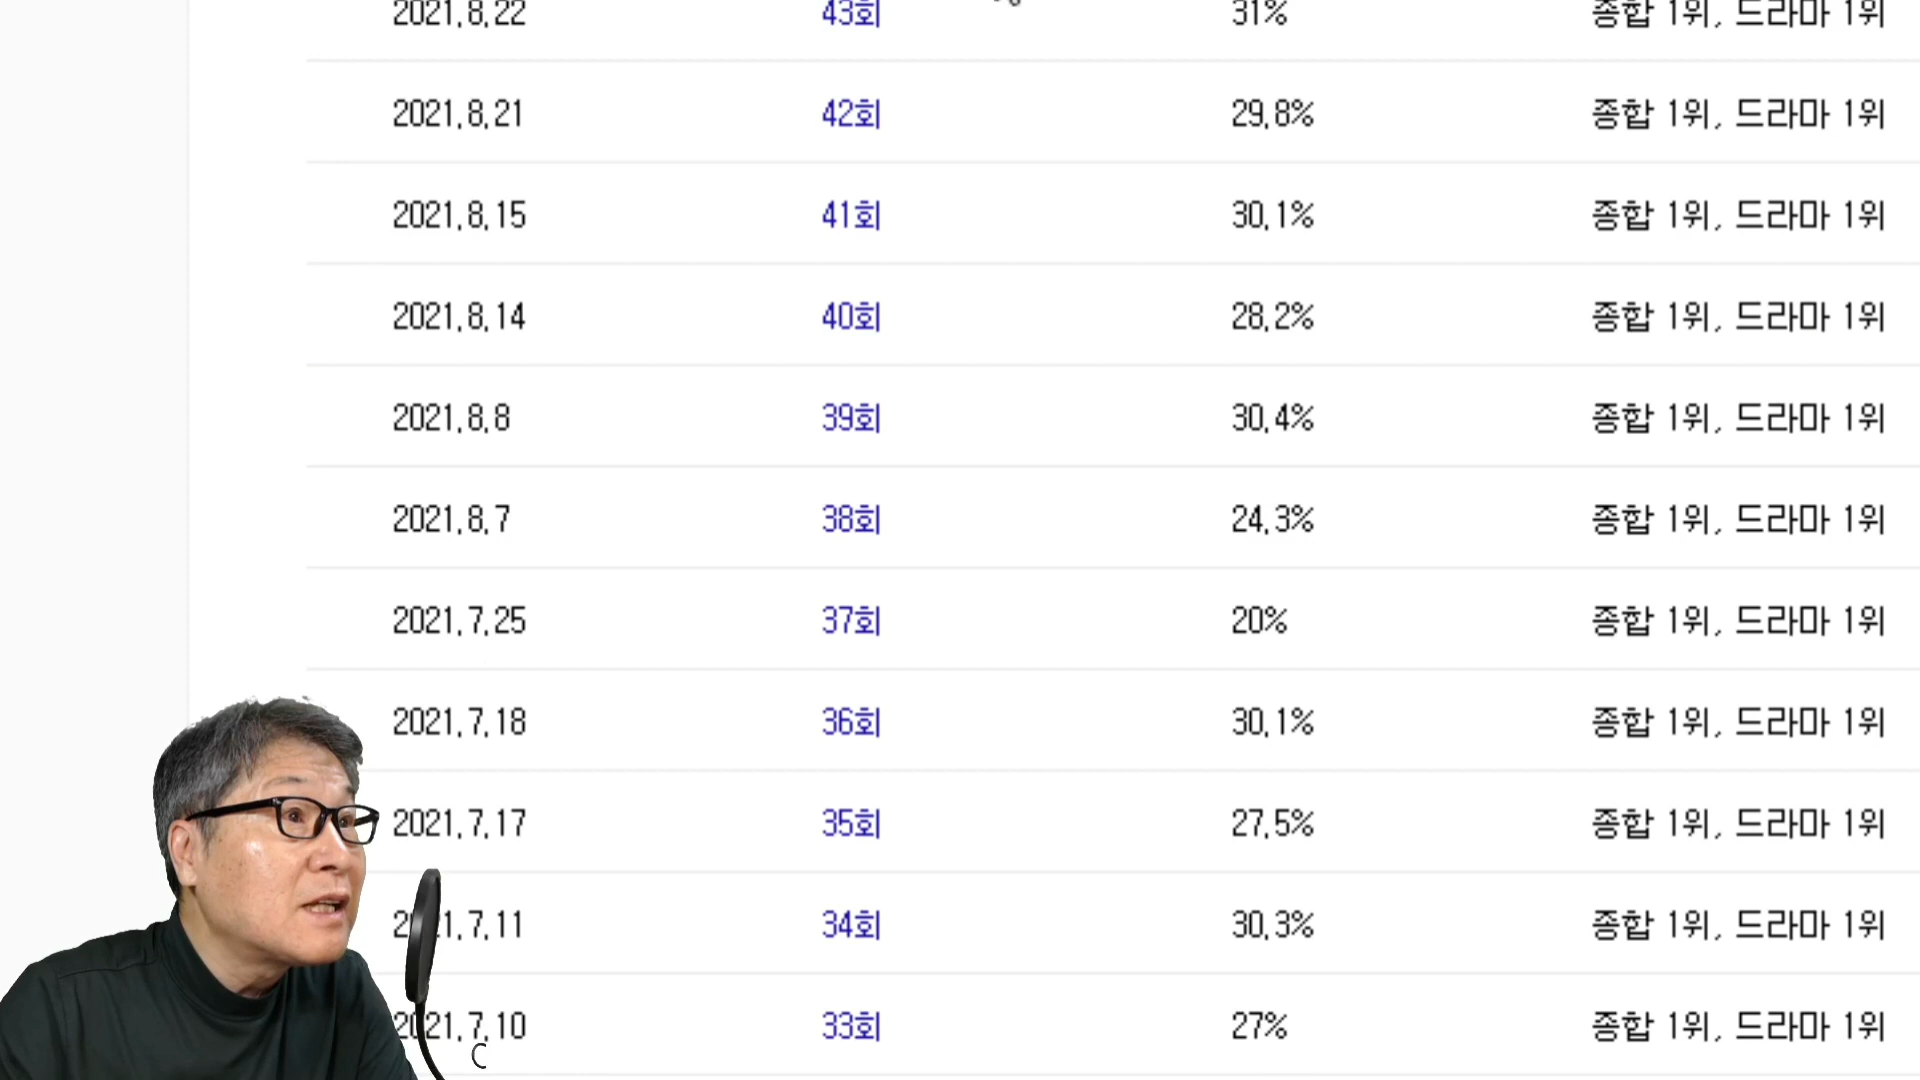 2021.8.22 43회 31% 종합 1위, 드라마 1위
2021.8.21 42회 29.8% 종합 1위, 드라마 1위
2021.8.15 41회 30.1% 종합 1위, 드라마 1위
2021.8.14 40회 28.2% 종합 1위, 드라마 1위
2021.8.8 39회 30.4% 종합 1위, 드라마 1위
2021.8.7 38회 24.3% 종합 1위, 드라마 1위
2021.7.25 37회 20% 종합 1위, 드라마 1위
2021.7.18 36회 30.1% 종합 1위, 드라마 1위
2021.7.17 35회 27.5% 종합 1위, 드라마 1위
2021.7.11 34회 30.3% 종합 1위, 드라마 1위
2021.7.10 33회 27% 종합 1위, 드라마 1위